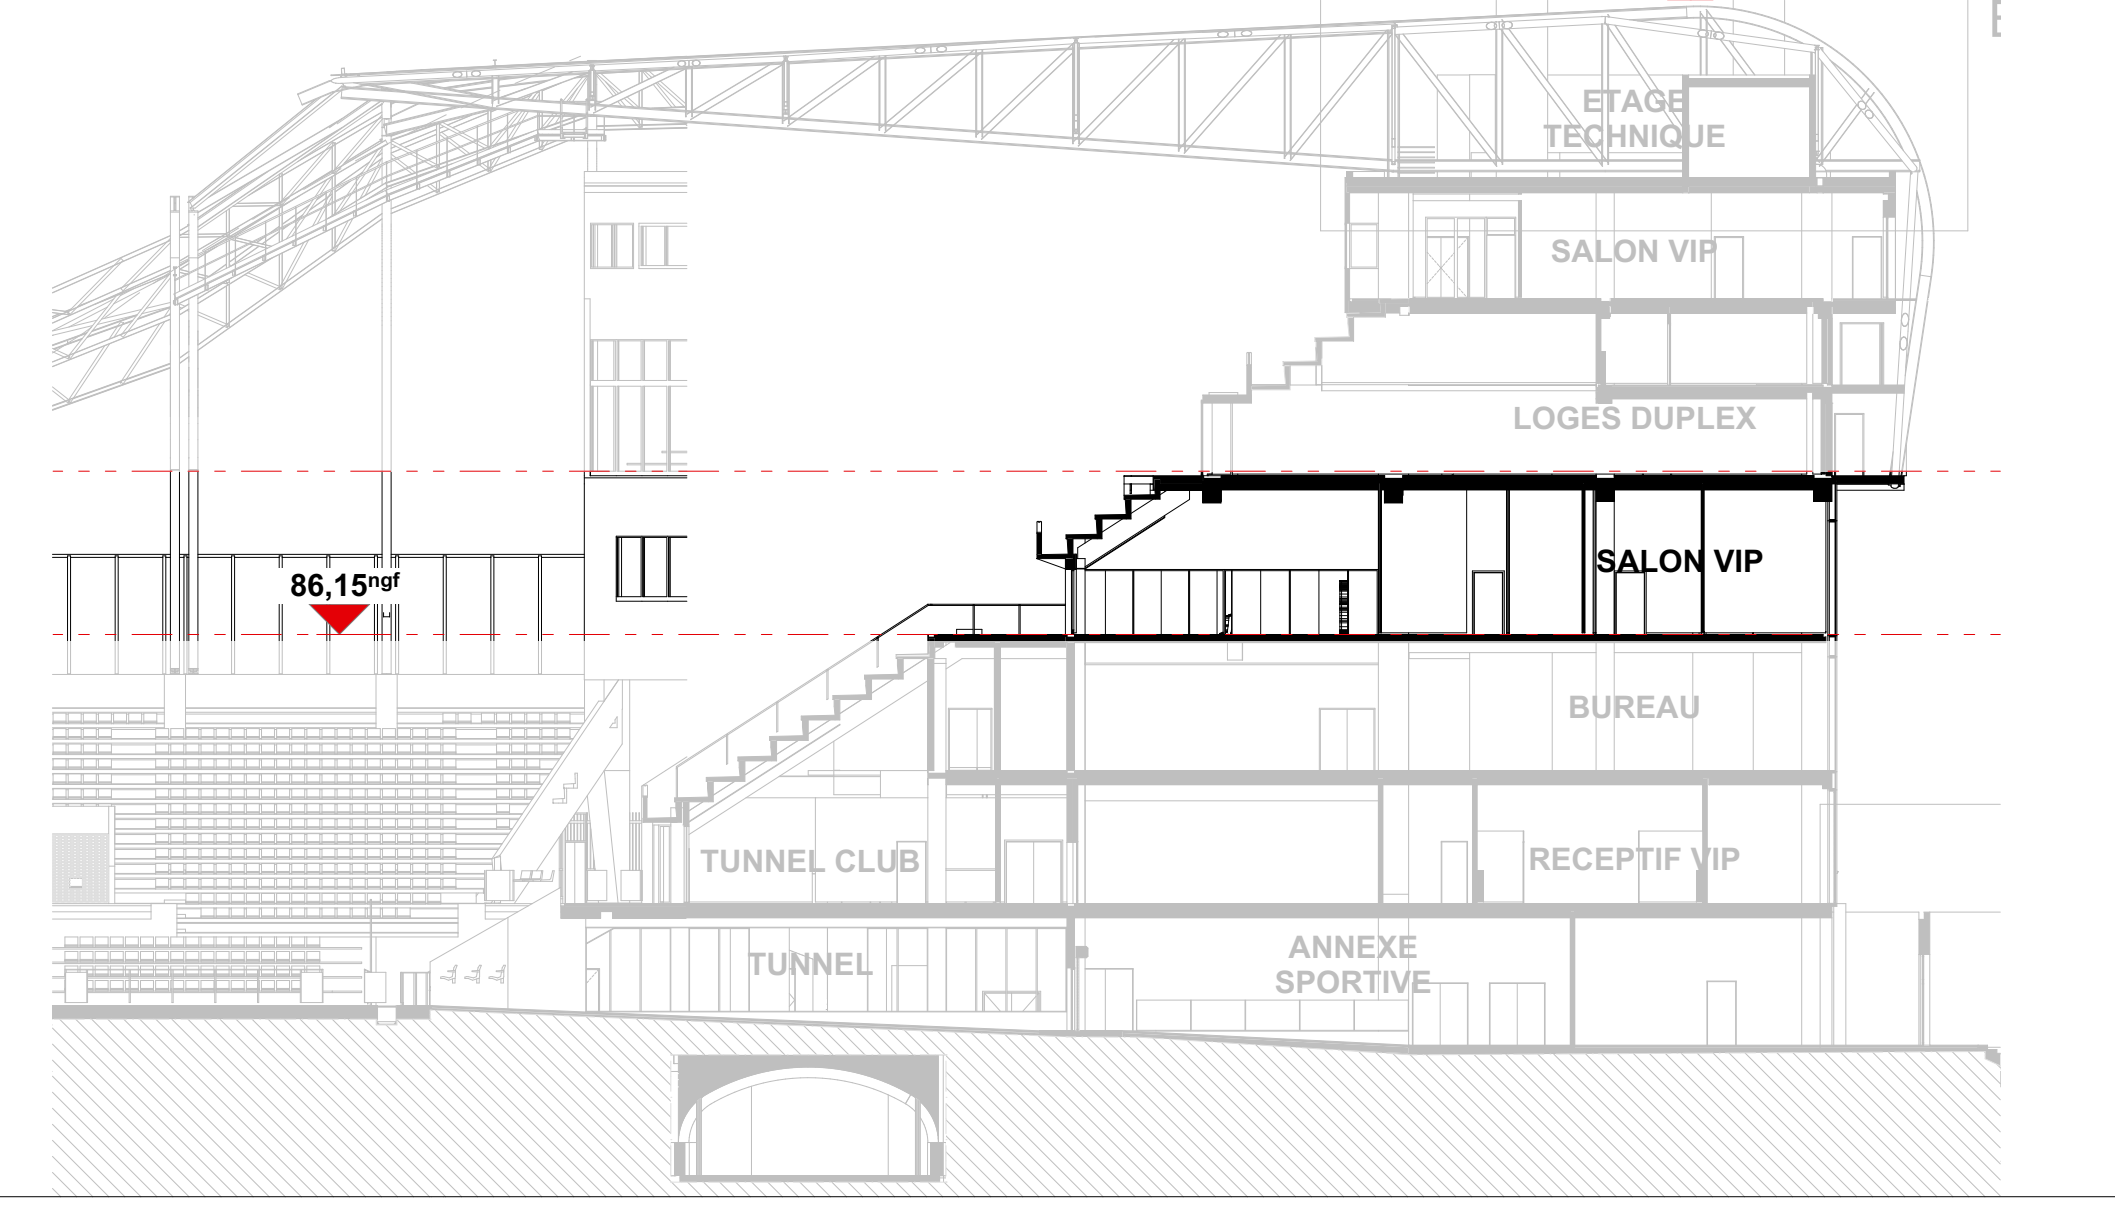 ETAGE
TECHNIQUE
SALON VIP
LOGES DUPLEX
SALON VIP
86,15ngf
BUREAU
TUNNEL CLUB
RECEPTIF VIP
TUNNEL
ANNEXE
SPORTIVE